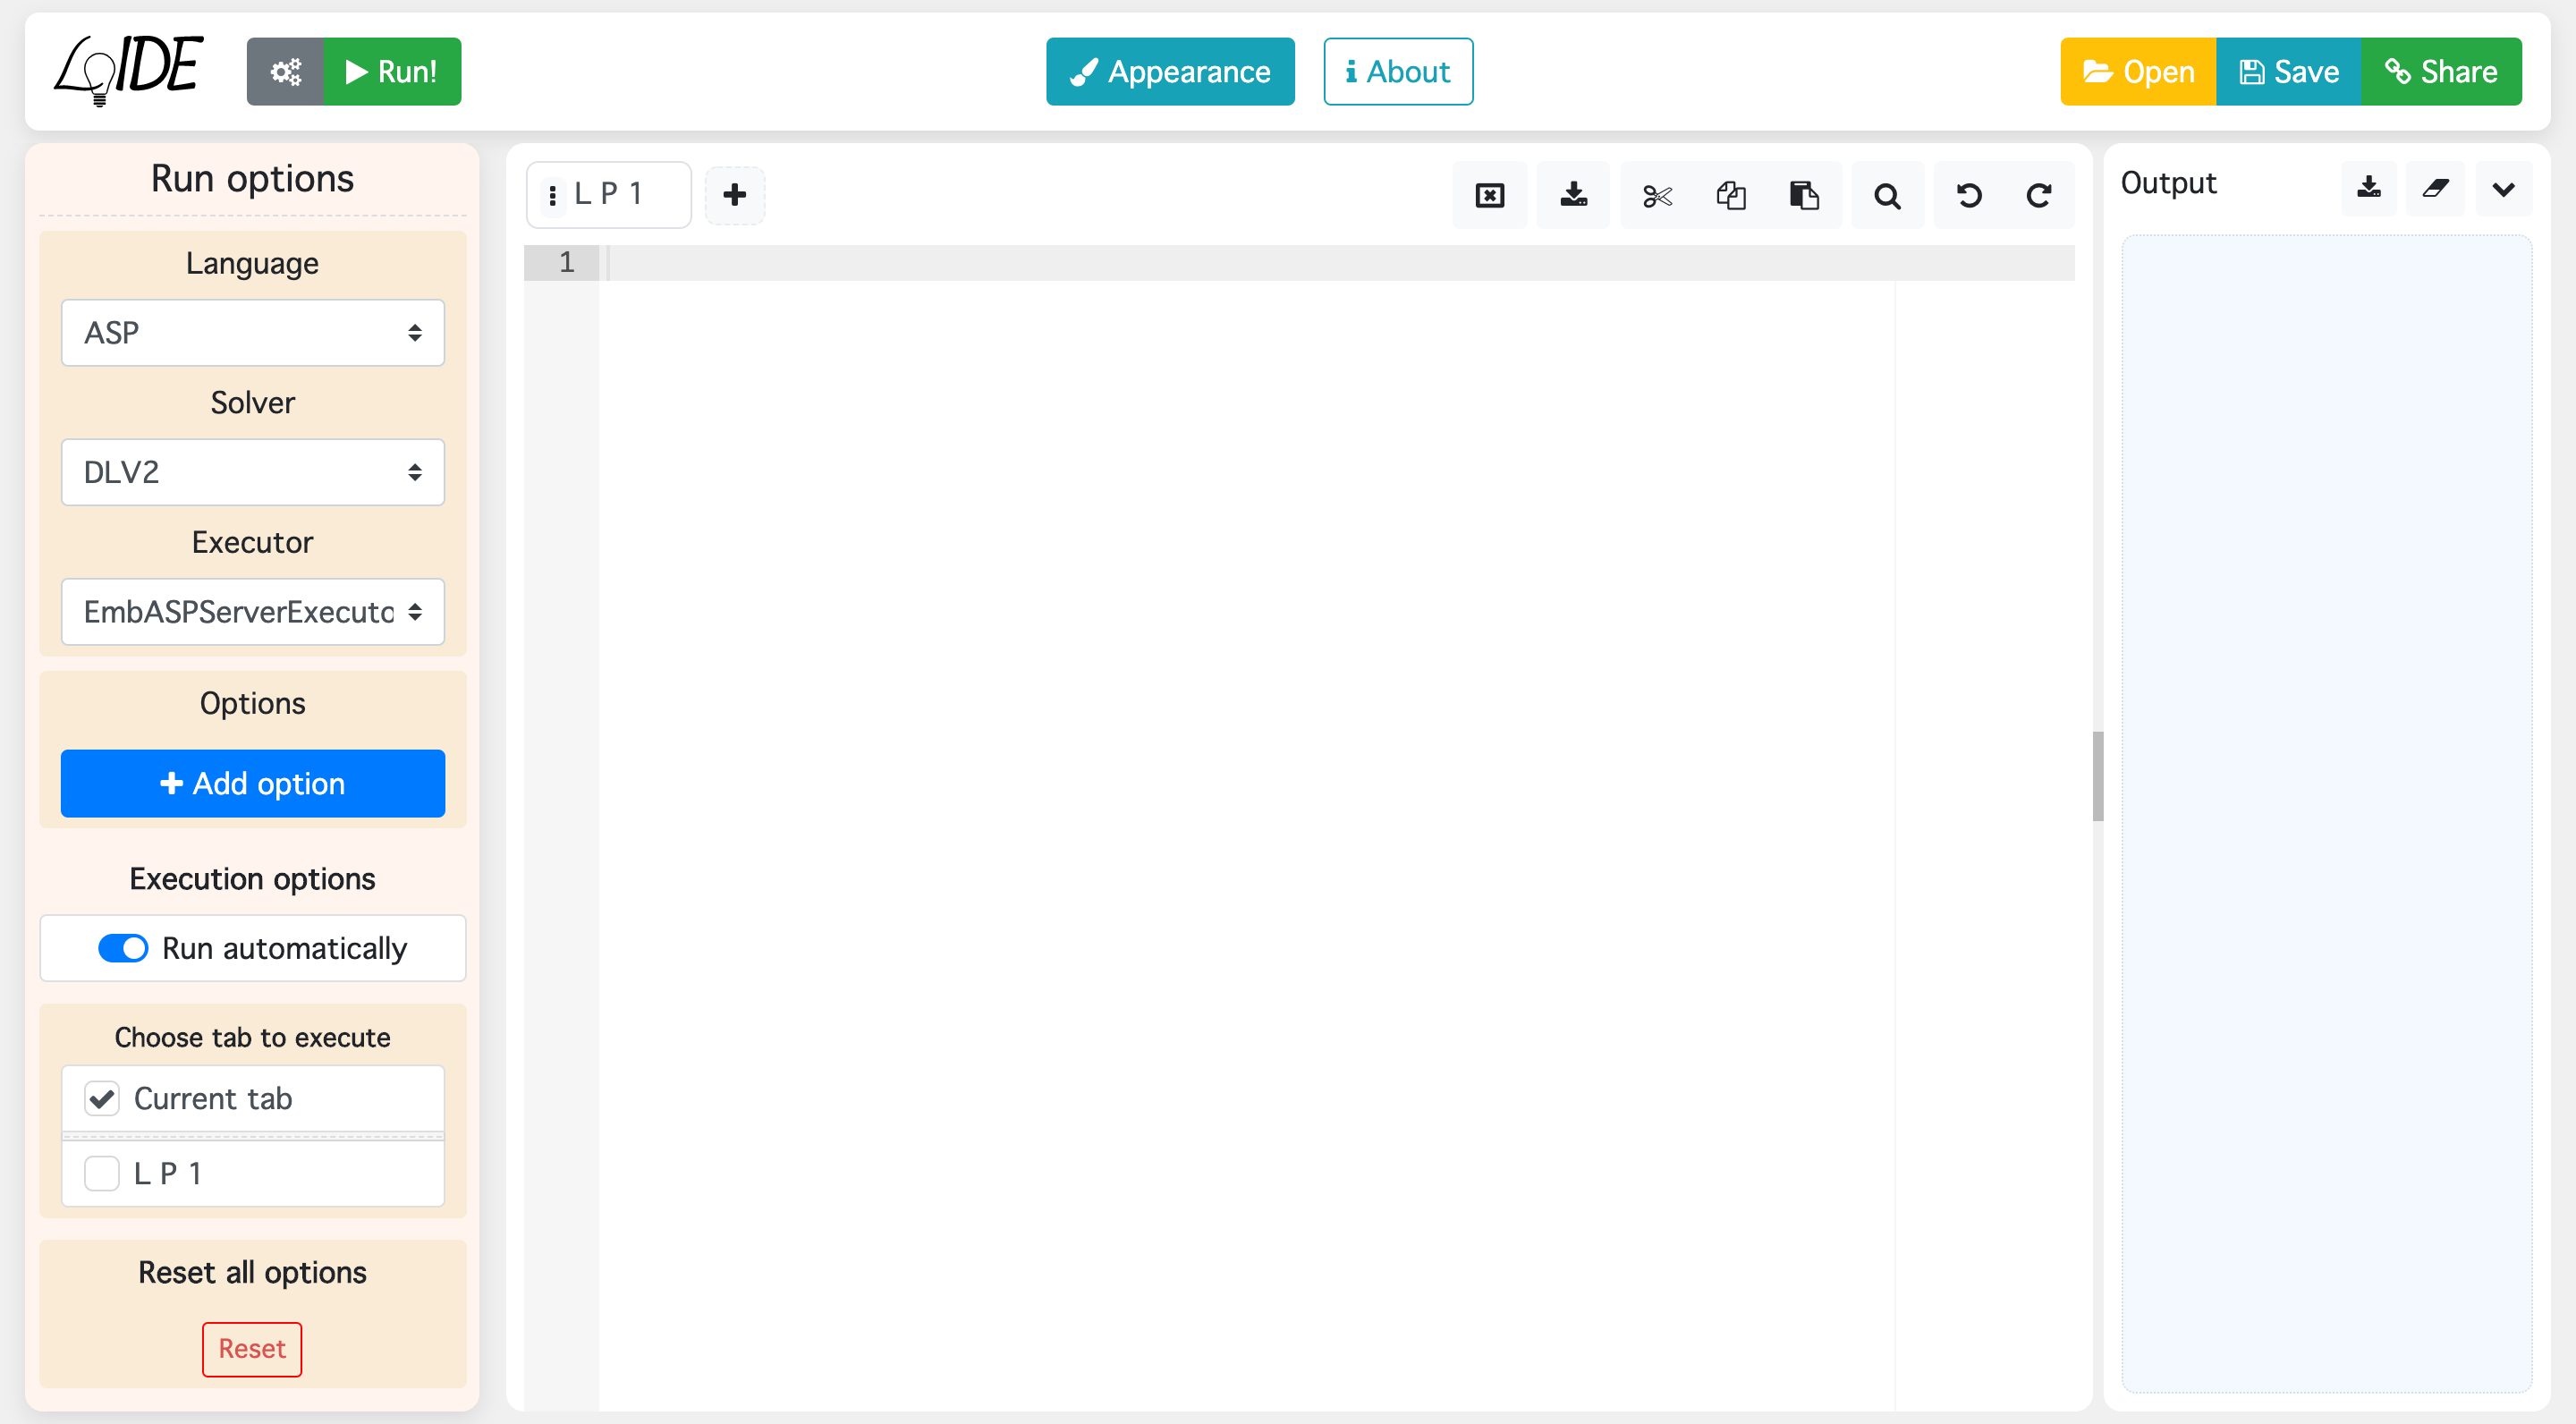 LoIDE
Run!
Appearance
About
Open
Save
Share
Run options
Language
ASP
Solver
DLV2
Executor
EmbASPServerExecuto
Options
Add option
Execution options
Run automatically
Choose tab to execute
Current tab
L P 1
Reset all options
Reset
L P 1
1
Output